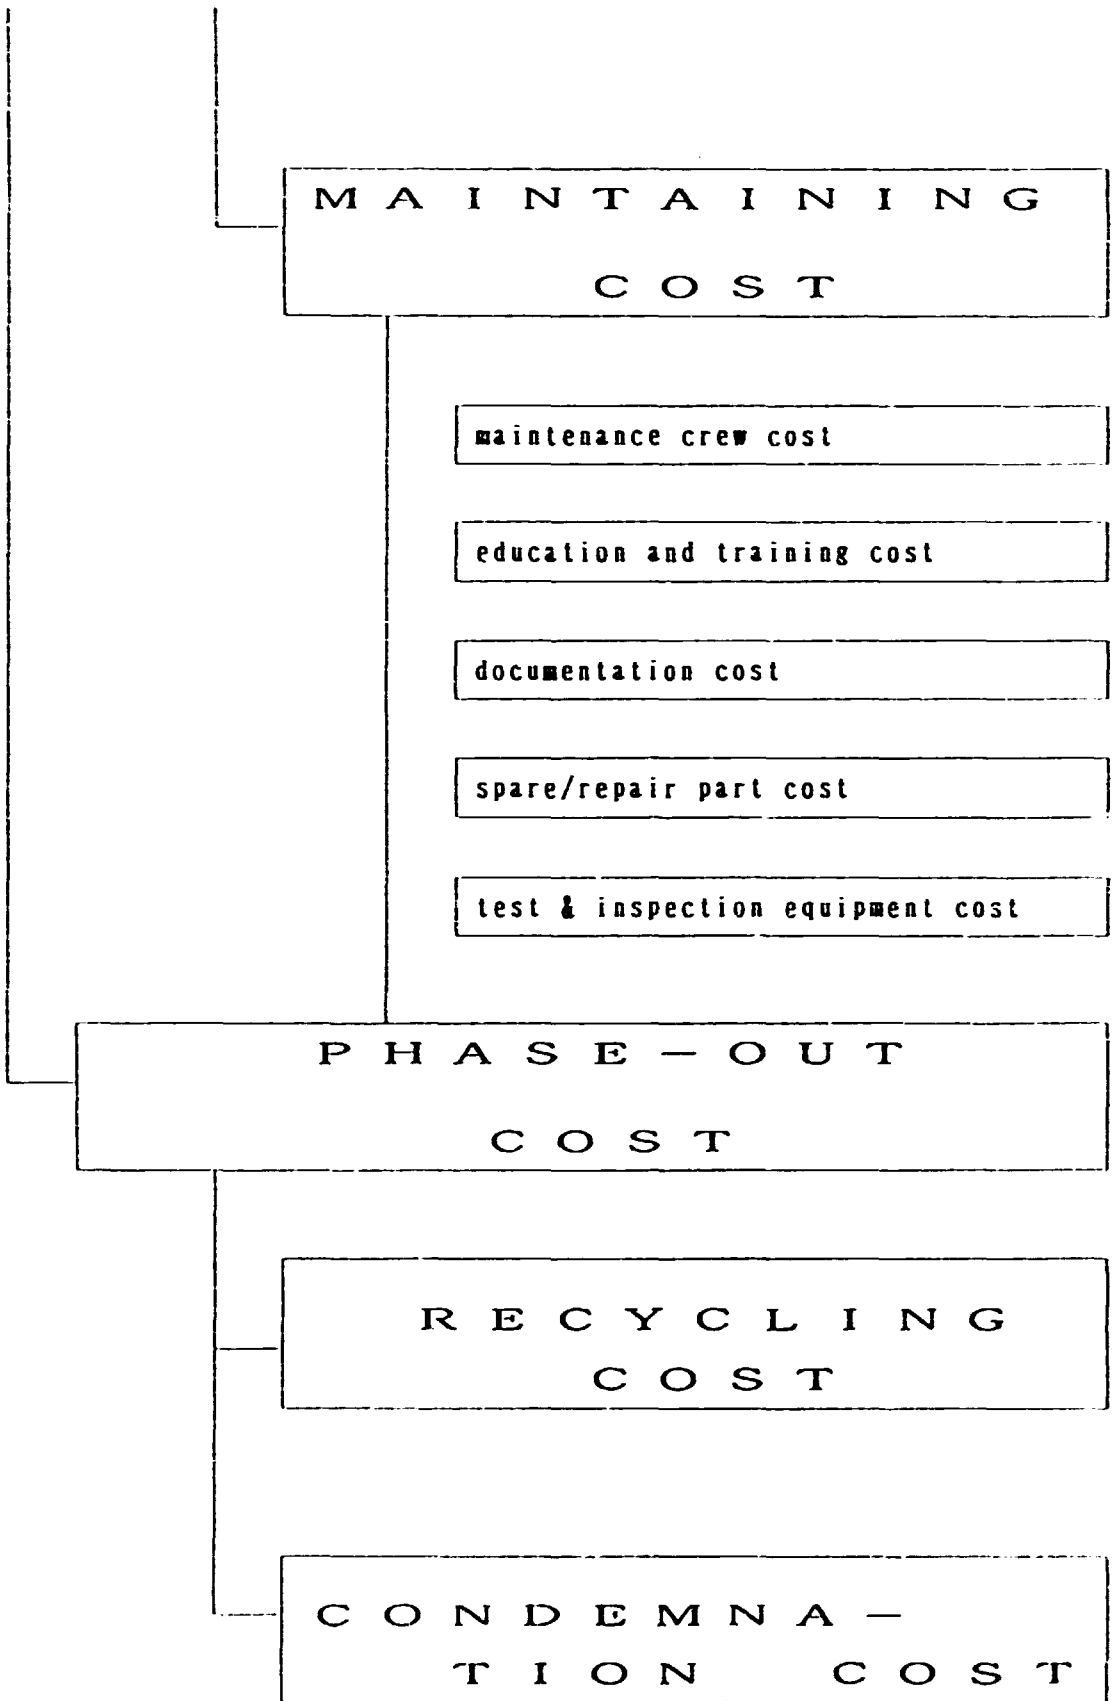 MAINTAINING
COST
maintenance crew cost
education and training cost
documentation cost
spare/repair part cost
test & inspection equipment cost
PHASE-OUT
COST
RECYCLING
COST
CONDEMNA-
TION COST